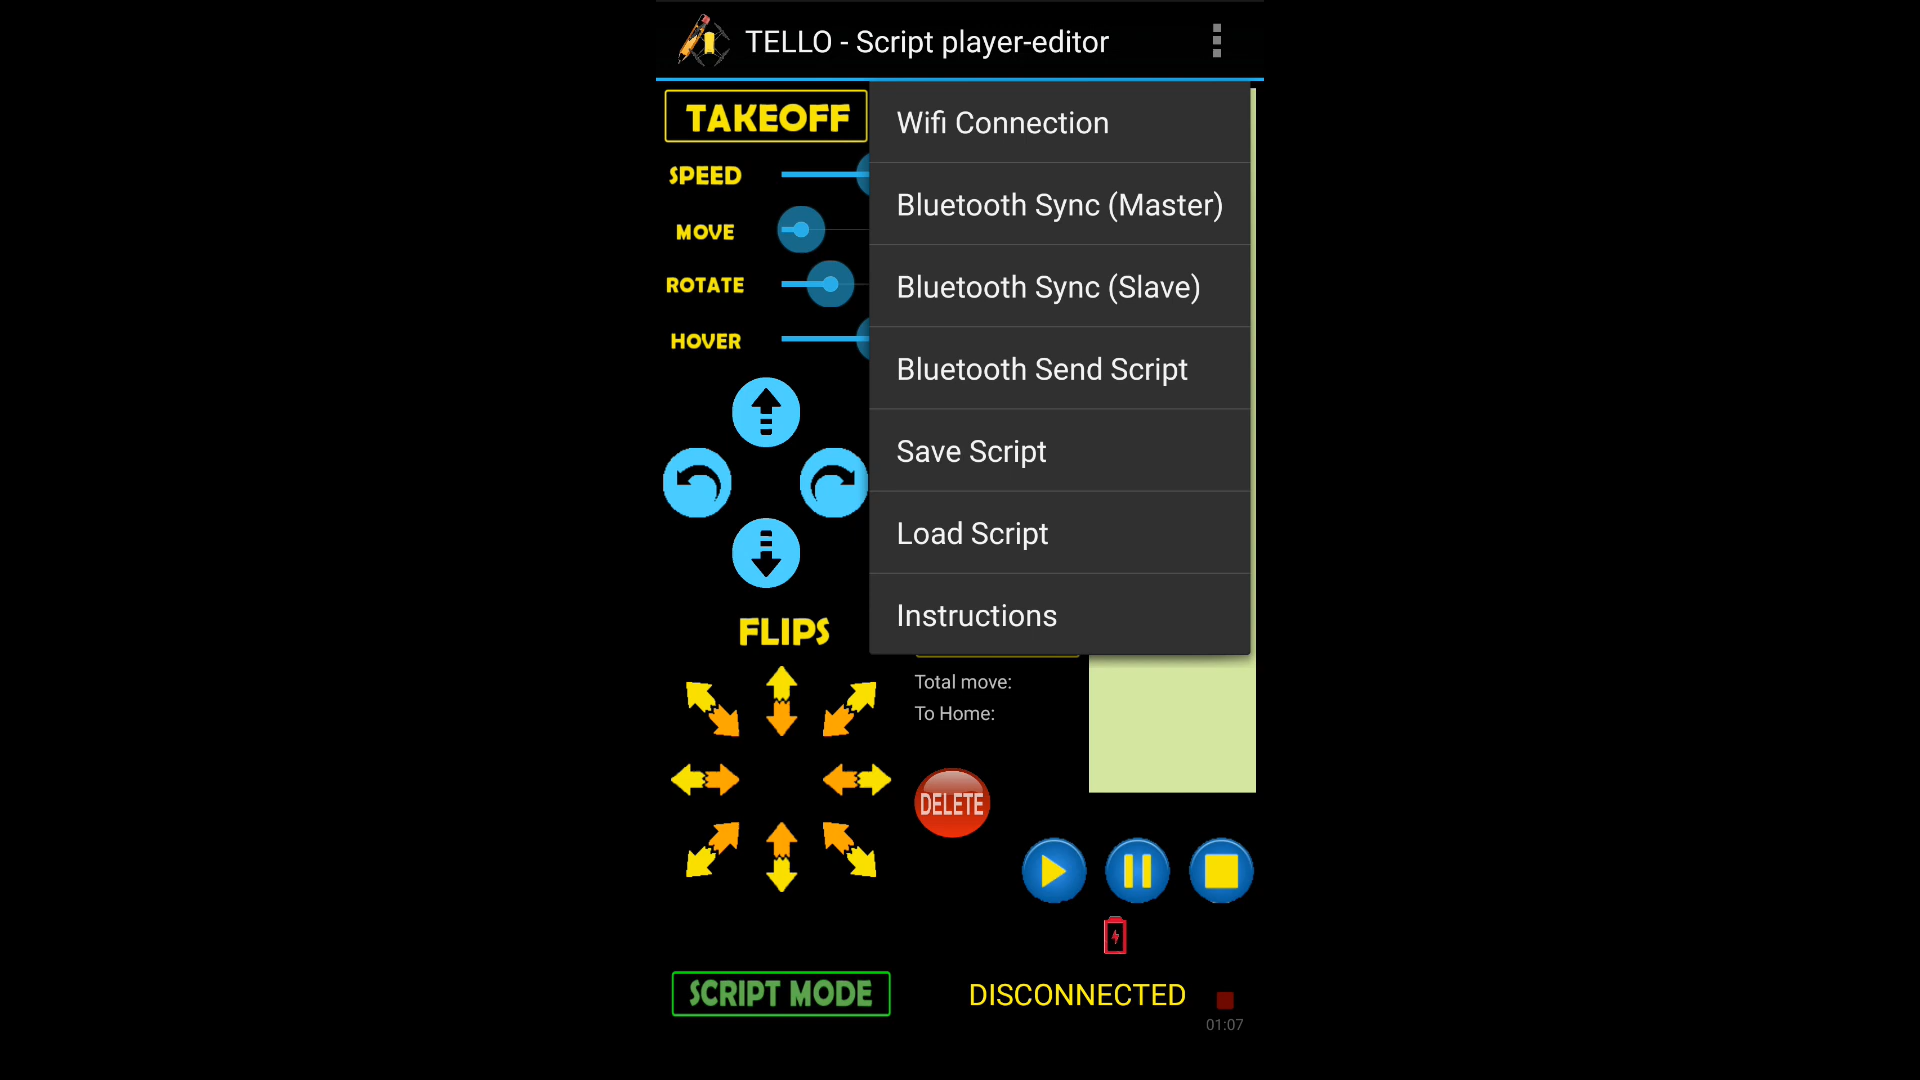 TELLO - Script player-editor
TAKEOFF
Wifi Connection
SPEED
Bluetooth Sync (Master)
MOVE
ROTATE
Bluetooth Sync (Slave)
HOVER
Bluetooth Send Script
Save Script
Load Script
Instructions
FLIPS
Total move:
To Home:
DELETE
SCRIPT MODE
DISCONNECTED
01:07